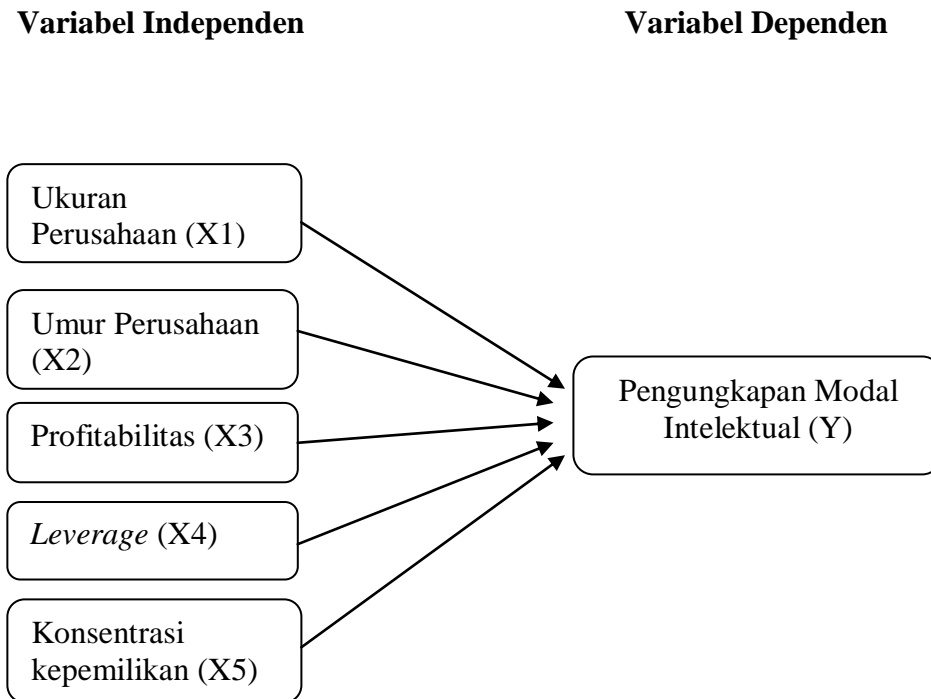 Variabel Independen
Variabel Dependen
Ukuran
Perusahaan (X1)
Umur Perusahaan
(X2)
Profitabilitas (X3)
Leverage (X4)
Konsentrasi
kepemilikan (X5)
Pengungkapan Modal
Intelektual (Y)